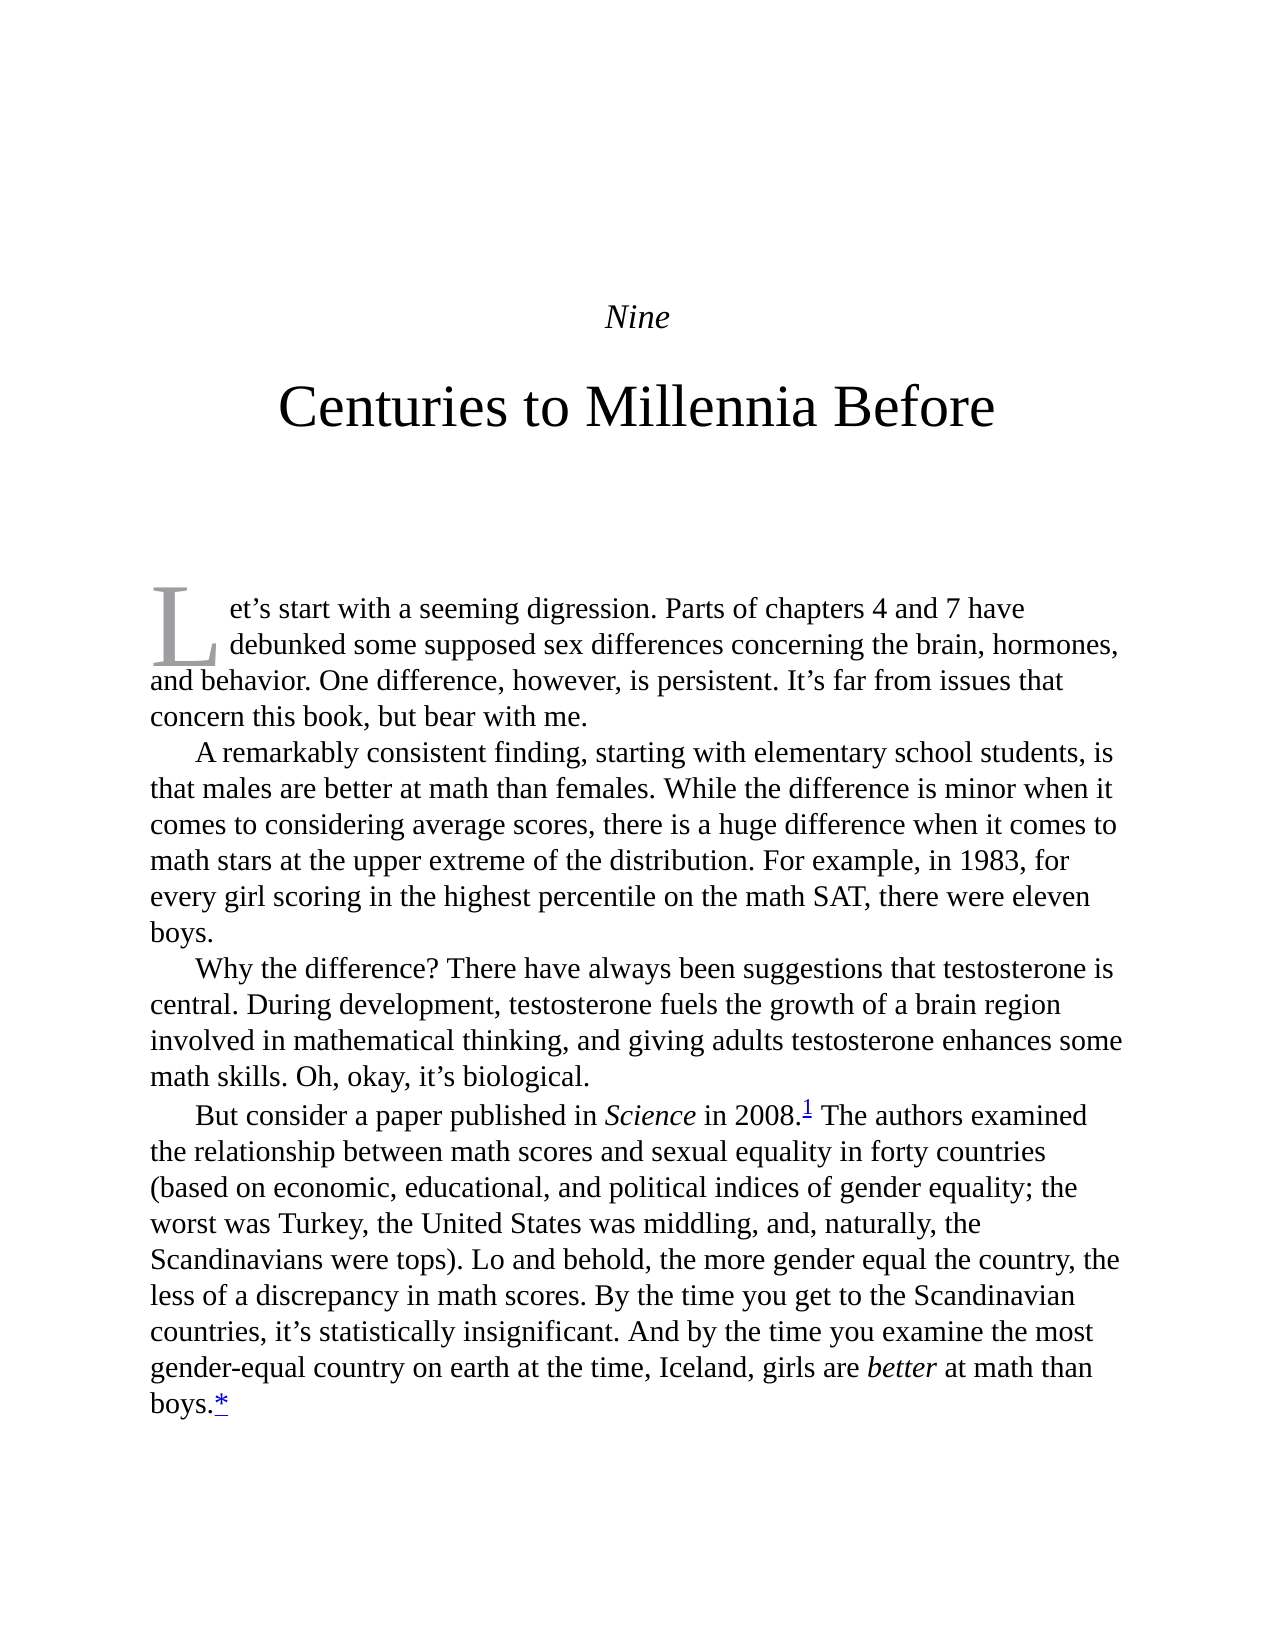 Nine
Centuries to Millennia Before
Let’s start with a seeming digression. Parts of chapters 4 and 7 have
debunked some supposed sex differences concerning the brain, hormones,
and behavior. One difference, however, is persistent. It’s far from issues that
concern this book, but bear with me.
A remarkably consistent finding, starting with elementary school students, is
that males are better at math than females. While the difference is minor when it
comes to considering average scores, there is a huge difference when it comes to
math stars at the upper extreme of the distribution. For example, in 1983, for
every girl scoring in the highest percentile on the math SAT, there were eleven
boys.
Why the difference? There have always been suggestions that testosterone is
central. During development, testosterone fuels the growth of a brain region
involved in mathematical thinking, and giving adults testosterone enhances some
math skills. Oh, okay, it’s biological.
But consider a paper published in Science in 2008.1 The authors examined
the relationship between math scores and sexual equality in forty countries
(based on economic, educational, and political indices of gender equality; the
worst was Turkey, the United States was middling, and, naturally, the
Scandinavians were tops). Lo and behold, the more gender equal the country, the
less of a discrepancy in math scores. By the time you get to the Scandinavian
countries, it’s statistically insignificant. And by the time you examine the most
gender-equal country on earth at the time, Iceland, girls are better at math than
boys.*